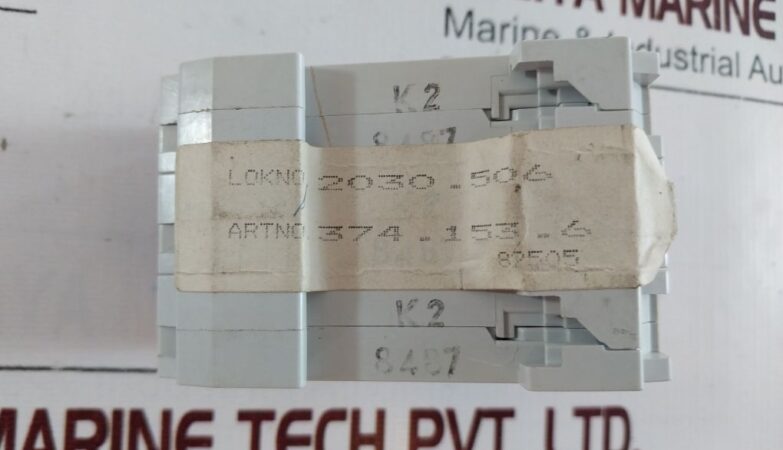 MARINE
Marine & Industrial Au
K2
8487
LOKNO 2030.506
ARTNO 374.153.6
82505
K2
8487
MARINE TECH PVT. LTD.